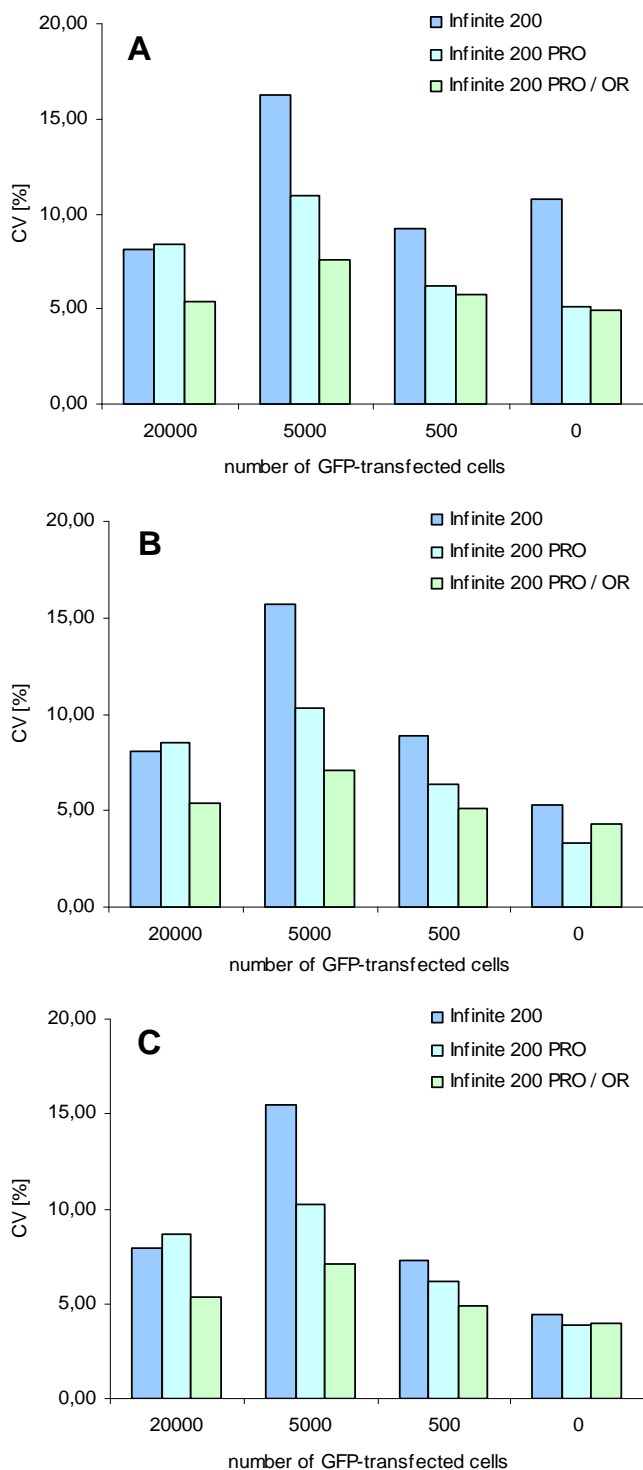 A
Infinite 200
Infinite 200 PRO
Infinite 200 PRO / OR
20,00
15,00
10,00
5,00
0,00
CV [%]
20000 5000 500 0
number of GFP-transfected cells
B
Infinite 200
Infinite 200 PRO
Infinite 200 PRO / OR
20,00
15,00
10,00
5,00
0,00
CV [%]
20000 5000 500 0
number of GFP-transfected cells
C
Infinite 200
Infinite 200 PRO
Infinite 200 PRO / OR
20,00
15,00
10,00
5,00
0,00
CV [%]
20000 5000 500 0
number of GFP-transfected cells